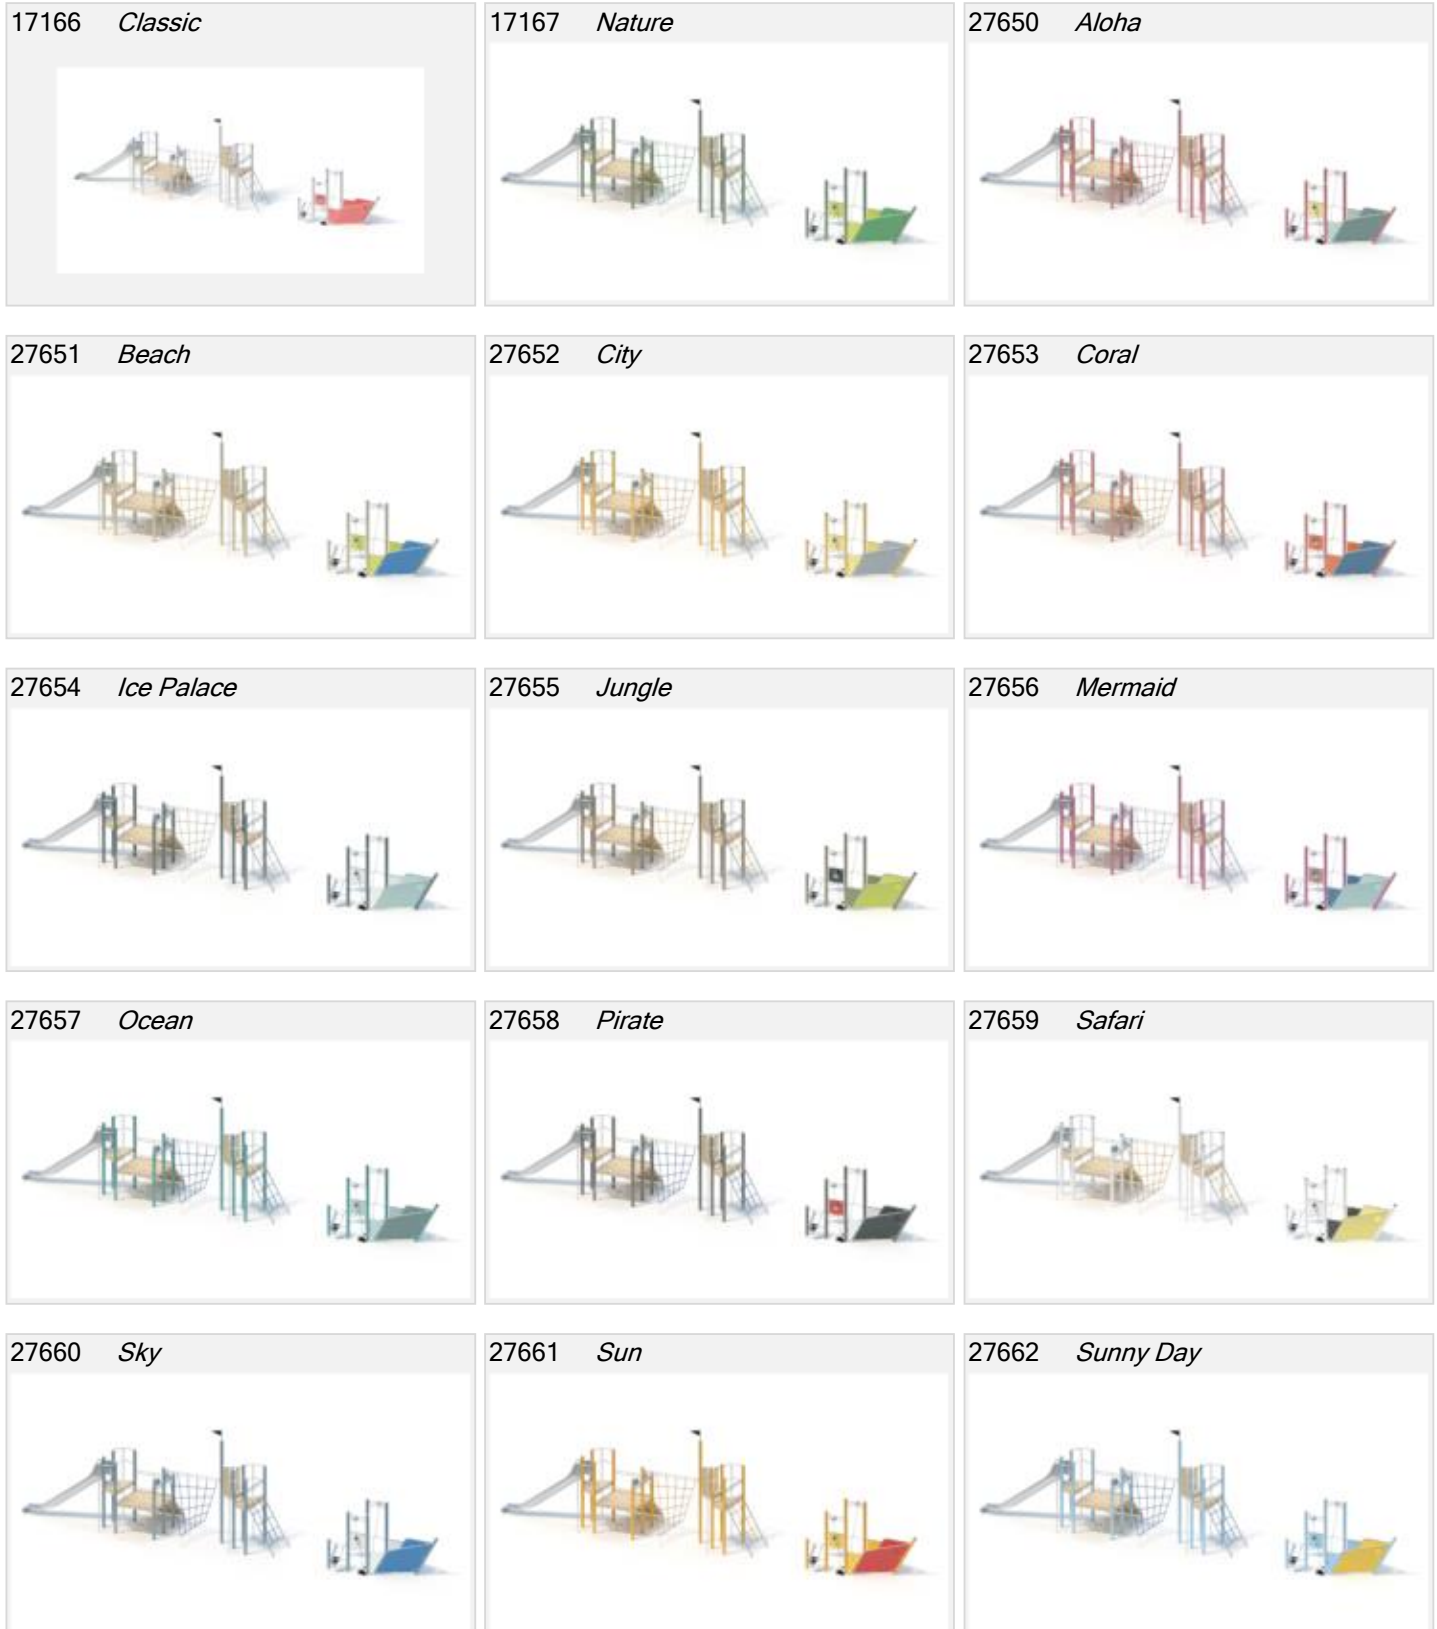 17166 Classic
17167 Nature
27650 Aloha
27651 Beach
27652 City
27653 Coral
27654 Ice Palace
27655 Jungle
27656 Mermaid
27657 Ocean
27658 Pirate
27659 Safari
27660 Sky
27661 Sun
27662 Sunny Day